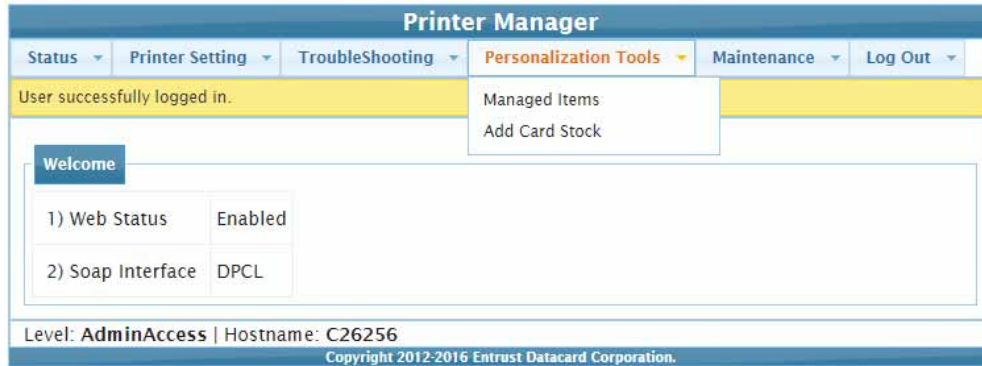 Printer Manager
Status Printer Setting TroubleShooting Personalization Tools Maintenance Log Out
User successfully logged in.
Managed Items
Add Card Stock
Welcome
1) Web Status Enabled
2) Soap Interface DPCL
Level: AdminAccess | Hostname: C26256
Copyright 2012-2016 Entrust Datacard Corporation.